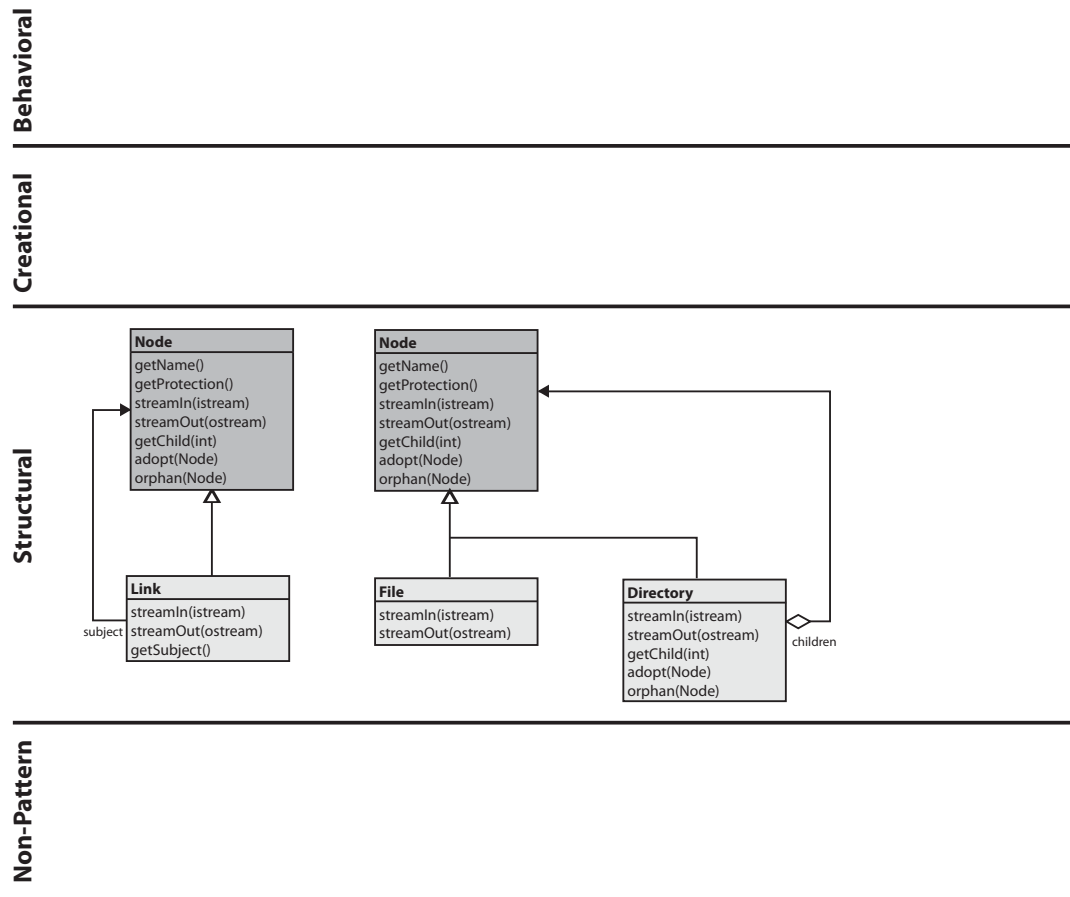 Behavioral
Creational
Structural
Node
getName()
getProtection()
streamIn(istream)
streamOut(ostream)
getChild(int)
adopt(Node)
orphan(Node)
Link
streamIn(istream)
streamOut(ostream)
getSubject()
subject
Node
getName()
getProtection()
streamIn(istream)
streamOut(ostream)
getChild(int)
adopt(Node)
orphan(Node)
File
streamIn(istream)
streamOut(ostream)
Directory
streamIn(istream)
streamOut(ostream)
getChild(int)
adopt(Node)
orphan(Node)
children
Non-Pattern